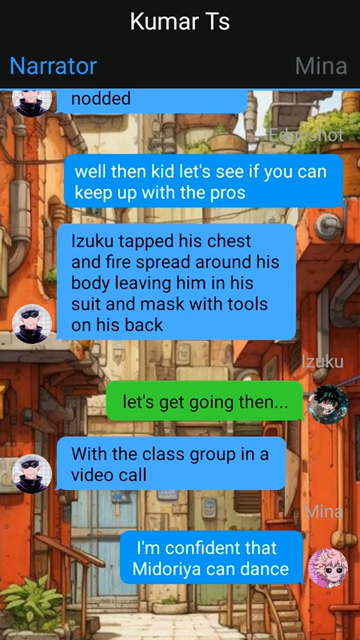 Kumar Ts
Narrator
Mina
nodded
Edgeshot
well then kid let's see if you can
keep up with the pros
Izuku tapped his chest
and fire spread around his
body leaving him in his
suit and mask with tools
on his back
Izuku
let's get going then...
With the class group in a
video call
Mina
I'm confident that
Midoriya can dance